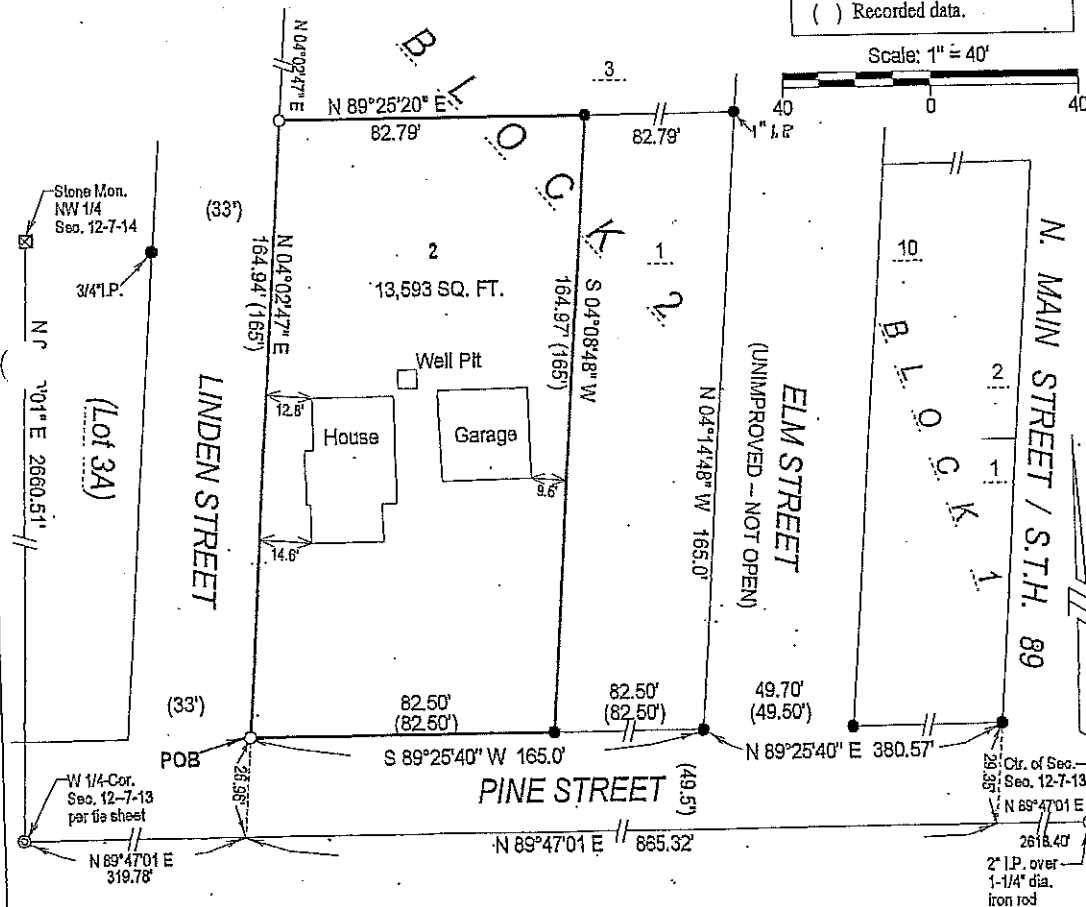 ( ) Recorded data.
Scale: 1" = 40'
40 0 40
N 04°02'47" E
BLOCK 2
3
N 89°25'20" E
82.79'
82.79'
1" I.P.
Stone Mon.
NW 1/4
Sec. 12-7-14
(33')
3/4" I.P.
N 04°02'47" E
164.94' (165')
2
13,593 SQ. FT.
1
S 04°08'48" W
164.97' (165')
10
BLOCK 1
2
1
N. MAIN STREET / S.T.H. 89
(UNIMPROVED – NOT OPEN)
ELM STREET
N 04°14'48" W 165.0'
Well Pit
12.8'
House
Garage
9.6'
14.6'
LINDEN STREET
(Lot 3A)
'01" E 2660.51'
(33')
82.50'
(82.50')
82.50'
(82.50')
49.70'
(49.50')
POB
S 89°25'40" W 165.0'
N 89°25'40" E 380.57'
26.96'
29.35'
PINE STREET (49.5')
Ctr. of Sec.
Sec. 12-7-13
W 1/4-Cor.
Sec. 12-7-13
per tie sheet
N 89°47'01 E
319.78'
N 89°47'01 E 865.32'
N 89°47'01 E
2618.40'
2" I.P. over
1-1/4" dia.
iron rod